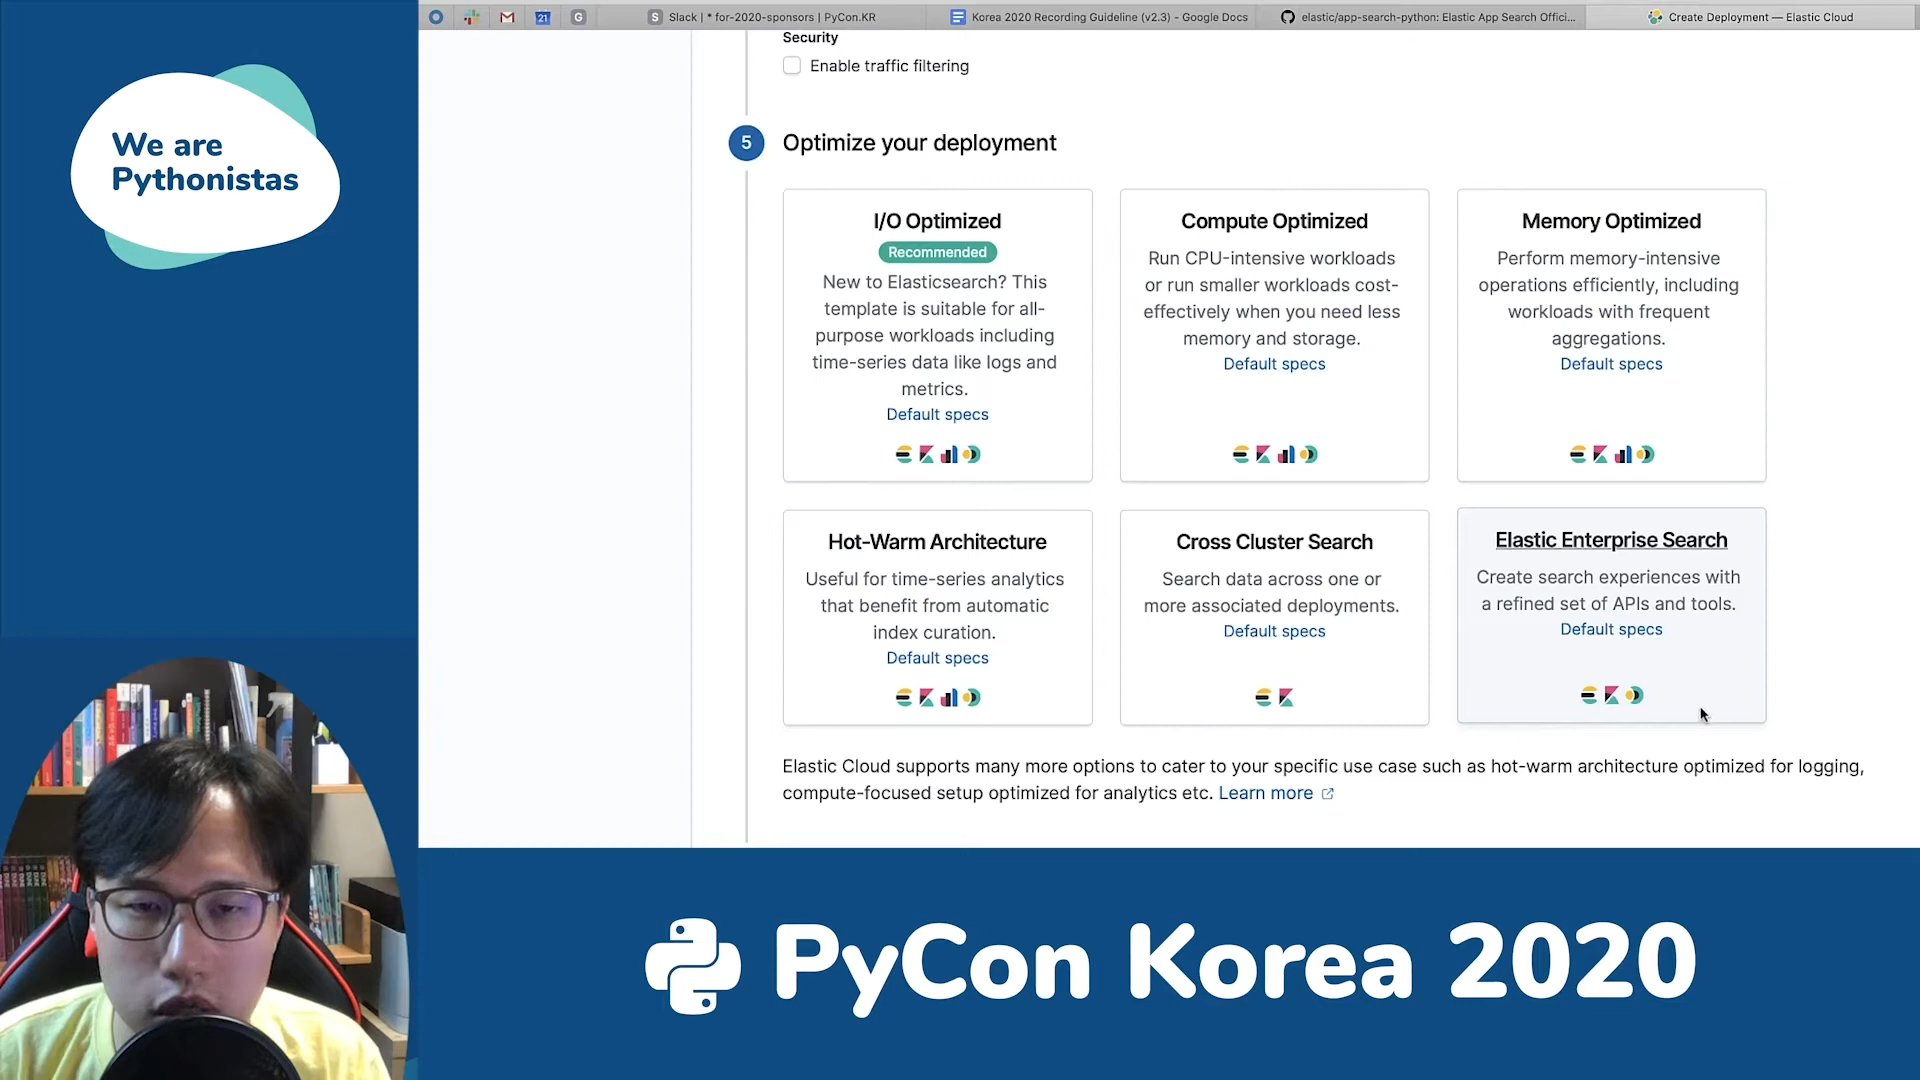 Slack | * for-2020-sponsors | PyCon.KR
Korea 2020 Recording Guideline (v2.3) - Google Docs
elastic/app-search-python: Elastic App Search Offici...
Create Deployment — Elastic Cloud
S
21
G
We are
Pythonistas
Security
Enable traffic filtering
5
Optimize your deployment
I/O Optimized
Recommended
New to Elasticsearch? This
template is suitable for all-
purpose workloads including
time-series data like logs and
metrics.
Default specs
Compute Optimized
Run CPU-intensive workloads
or run smaller workloads cost-
effectively when you need less
memory and storage.
Default specs
Memory Optimized
Perform memory-intensive
operations efficiently, including
workloads with frequent
aggregations.
Default specs
Hot-Warm Architecture
Useful for time-series analytics
that benefit from automatic
index curation.
Default specs
Cross Cluster Search
Search data across one or
more associated deployments.
Default specs
Elastic Enterprise Search
Create search experiences with
a refined set of APIs and tools.
Default specs
Elastic Cloud supports many more options to cater to your specific use case such as hot-warm architecture optimized for logging,
compute-focused setup optimized for analytics etc. Learn more
PyCon Korea 2020